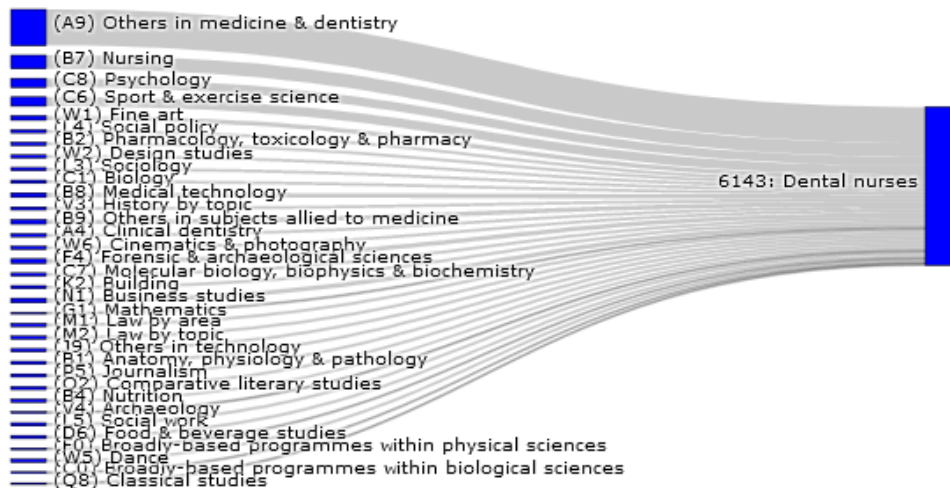 (A9) Others in medicine & dentistry
(B7) Nursing
(C8) Psychology
(C6) Sport & exercise science
(W1) Fine art
(L4) Social policy
(B2) Pharmacology, toxicology & pharmacy
(W2) Design studies
(L3) Sociology
(C1) Biology
6143: Dental nurses
(B8) Medical technology
(V3) History by topic
(B9) Others in subjects allied to medicine
(A4) Clinical dentistry
(W6) Cinematics & photography
(F4) Forensic & archaeological sciences
(C7) Molecular biology, biophysics & biochemistry
(K2) Building
(N1) Business studies
(G1) Mathematics
(M1) Law by area
(M2) Law by topic
(J9) Others in technology
(B1) Anatomy, physiology & pathology
(P5) Journalism
(Q2) Comparative literary studies
(B4) Nutrition
(V4) Archaeology
(L5) Social work
(D6) Food & beverage studies
(F0) Broadly-based programmes within physical sciences
(W5) Dance
(C0) Broadly-based programmes within biological sciences
(Q8) Classical studies